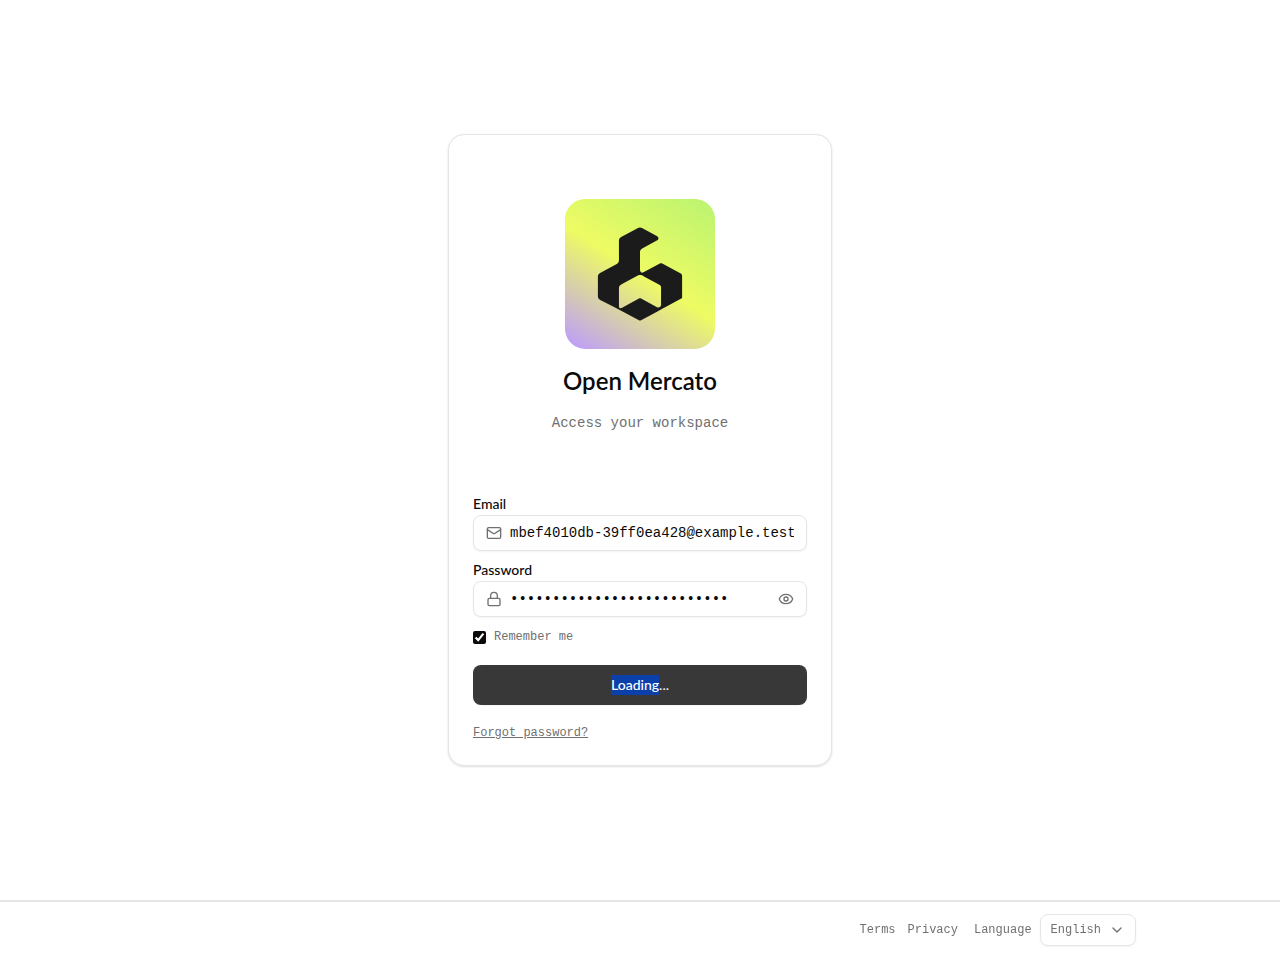 Open Mercato
Access your workspace
Email
mbef4010db-39ff0ea428@example.test
Password
••••••••••••••••••••••••••
Remember me
Loading...
Forgot password?
Terms Privacy Language English